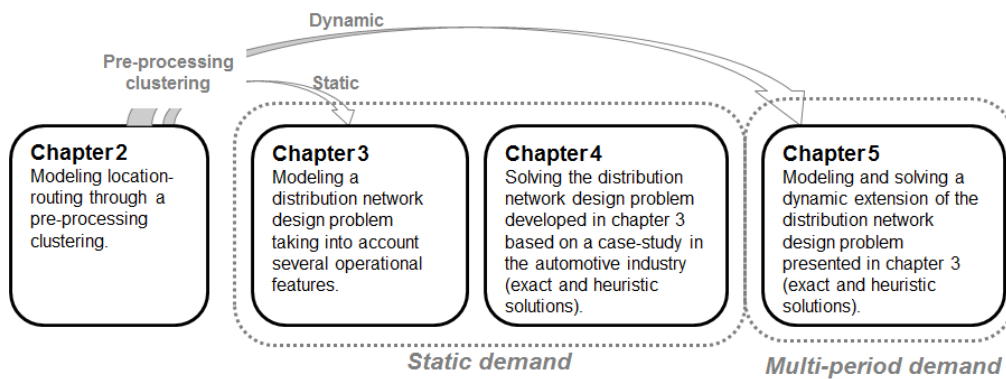 Dynamic
Pre-processing
clustering
Static
Chapter 2
Modeling location-
routing through a
pre-processing
clustering.
Chapter 3
Modeling a
distribution network
design problem
taking into account
several operational
features.
Chapter 4
Solving the distribution
network design problem
developed in chapter 3
based on a case-study in
the automotive industry
(exact and heuristic
solutions).
Chapter 5
Modeling and solving a
dynamic extension of the
distribution network
design problem
presented in chapter 3
(exact and heuristic
solutions).
Static demand
Multi-period demand